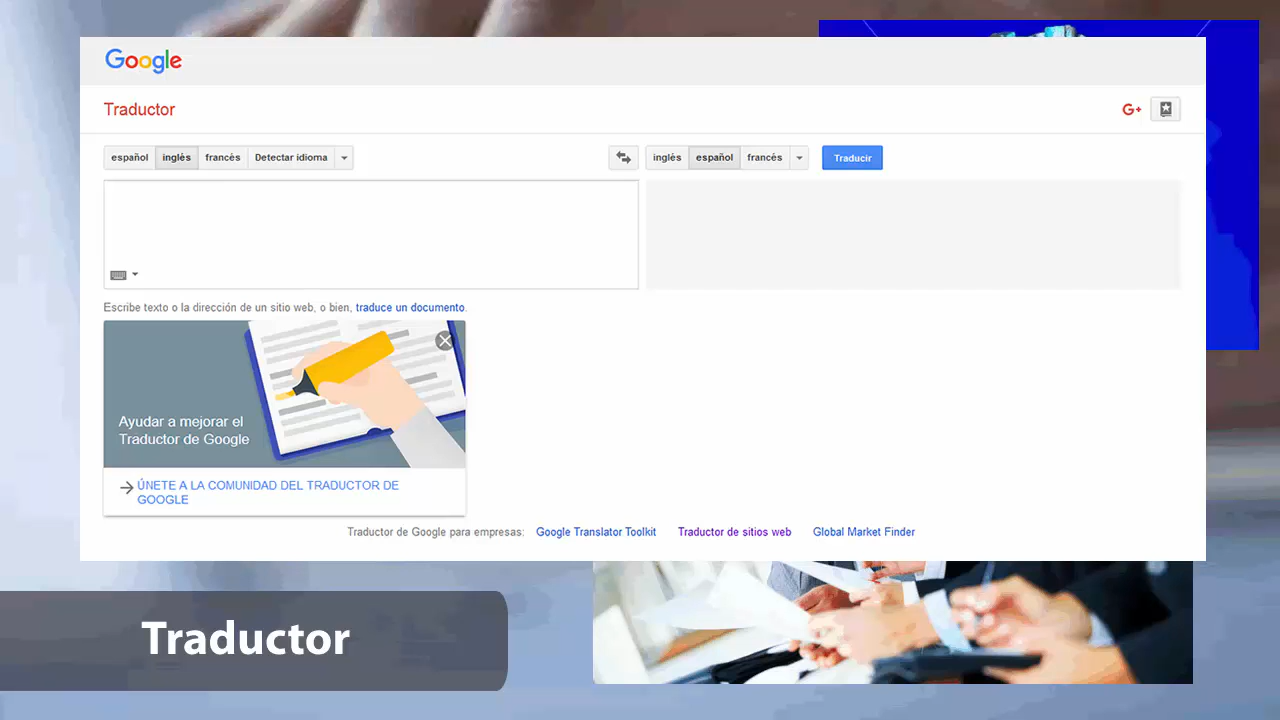 Google
Traductor
G+
español inglés francés Detectar idioma
inglés español francés Traducir
Escribe texto o la dirección de un sitio web, o bien, traduce un documento.
Ayudar a mejorar el
Traductor de Google
ÚNETE A LA COMUNIDAD DEL TRADUCTOR DE
GOOGLE
Traductor de Google para empresas: Google Translator Toolkit Traductor de sitios web Global Market Finder
Traductor